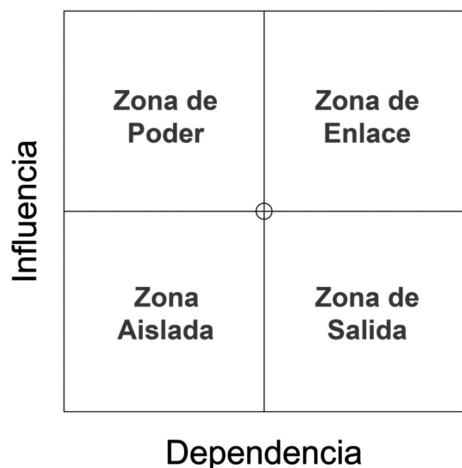 Zona de
Poder
Zona de
Enlace
Influencia
Zona
Aislada
Zona de
Salida
Dependencia